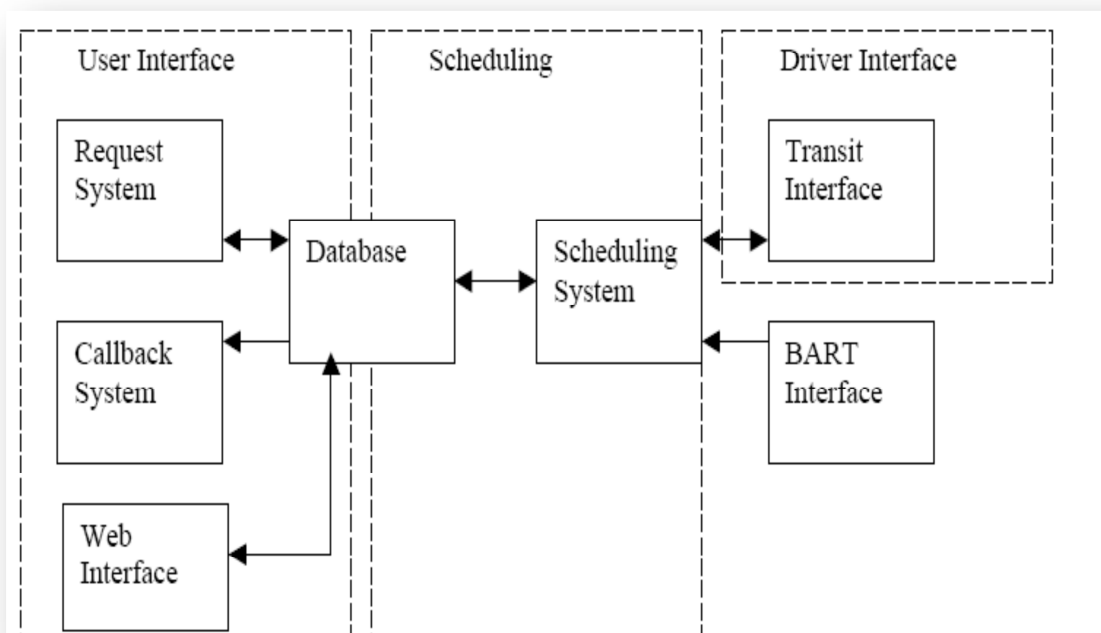 User Interface
Scheduling
Driver Interface
Request
System
Transit
Interface
Database
Scheduling
System
Callback
System
BART
Interface
Web
Interface